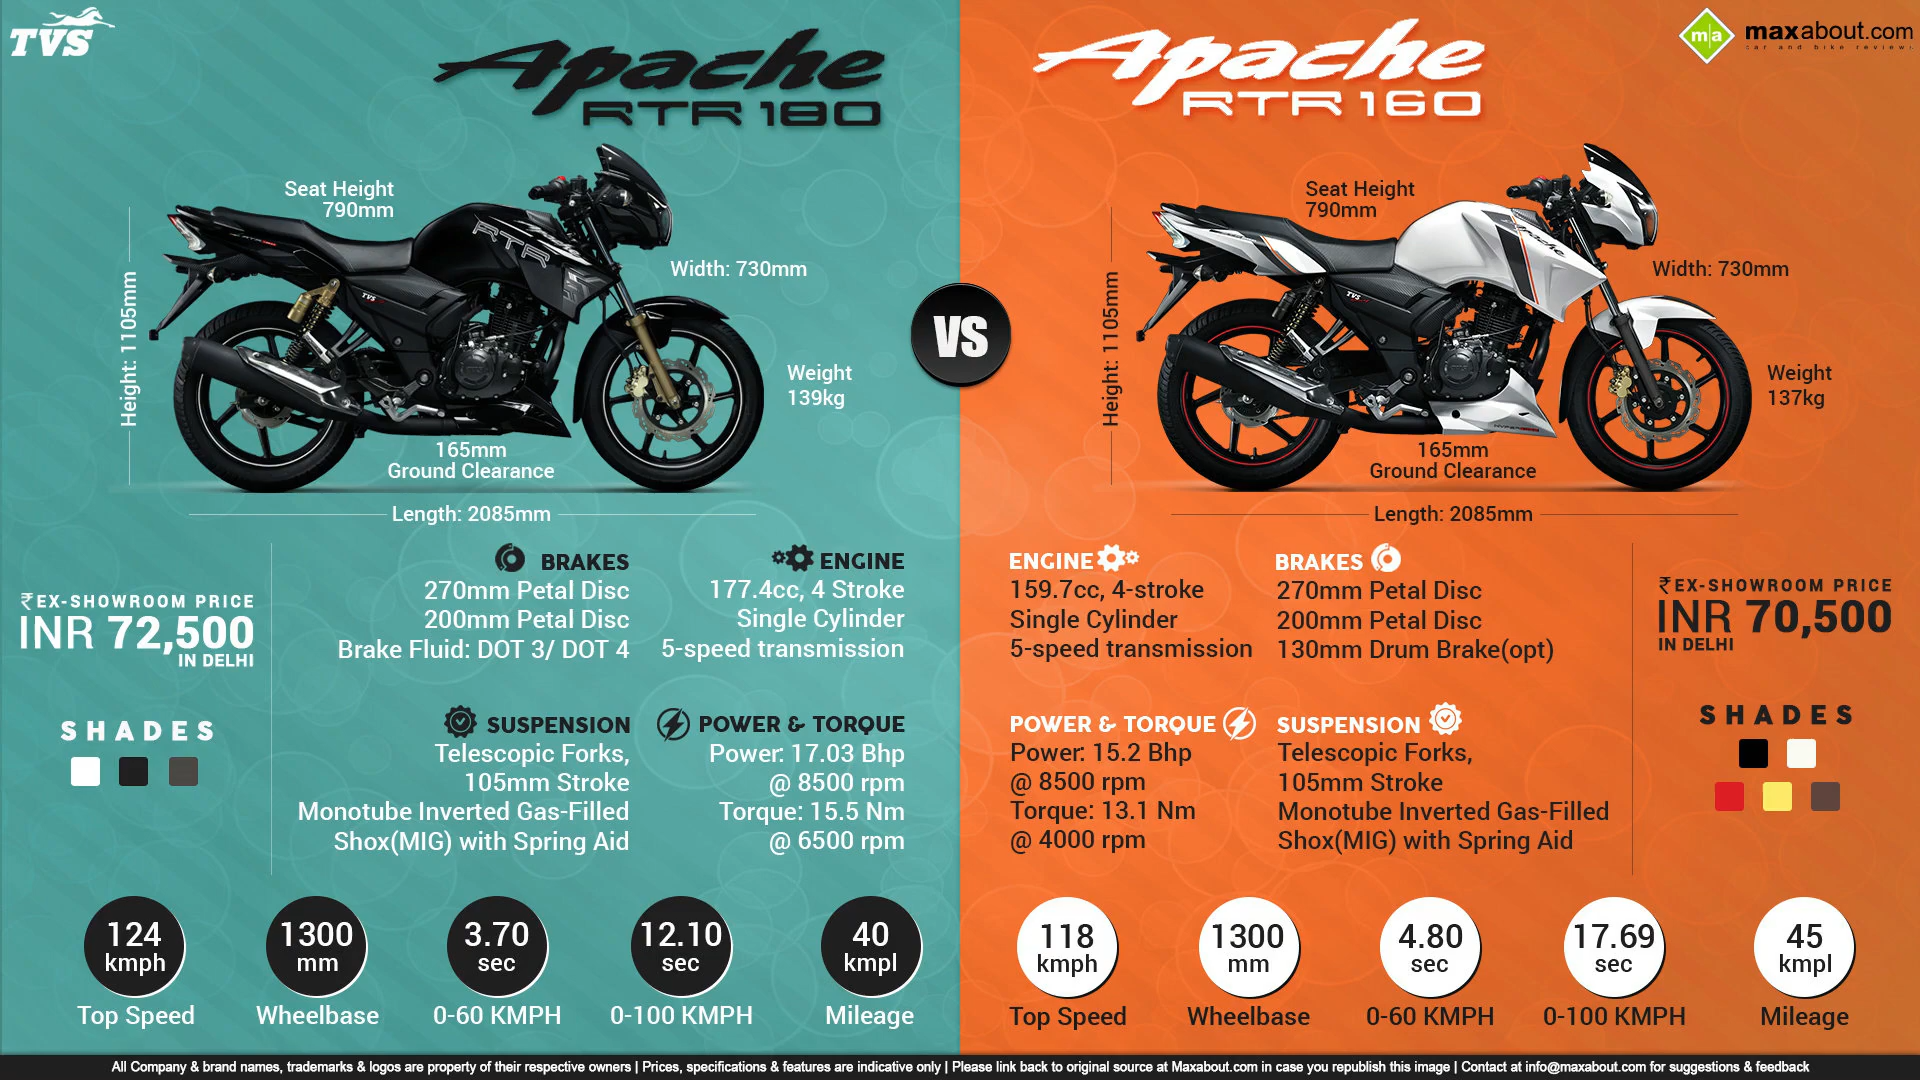 TVS
Apache
RTR 180
Seat Height
790mm
Width: 730mm
Height: 1105mm
Weight
139kg
165mm
Ground Clearance
Length: 2085mm
₹ EX-SHOWROOM PRICE
INR 72,500
IN DELHI
SHADES
BRAKES
270mm Petal Disc
200mm Petal Disc
Brake Fluid: DOT 3/ DOT 4
ENGINE
177.4cc, 4 Stroke
Single Cylinder
5-speed transmission
SUSPENSION
Telescopic Forks,
105mm Stroke
Monotube Inverted Gas-Filled
Shox(MIG) with Spring Aid
POWER & TORQUE
Power: 17.03 Bhp
@ 8500 rpm
Torque: 15.5 Nm
@ 6500 rpm
124
kmph
Top Speed
1300
mm
Wheelbase
3.70
sec
0-60 KMPH
12.10
sec
0-100 KMPH
40
kmpl
Mileage
VS
Apache
RTR 160
m|a
maxabout.com
car and bike reviews
Seat Height
790mm
Width: 730mm
Height: 1105mm
Weight
137kg
165mm
Ground Clearance
Length: 2085mm
ENGINE
159.7cc, 4-stroke
Single Cylinder
5-speed transmission
BRAKES
270mm Petal Disc
200mm Petal Disc
130mm Drum Brake(opt)
₹ EX-SHOWROOM PRICE
INR 70,500
IN DELHI
POWER & TORQUE
Power: 15.2 Bhp
@ 8500 rpm
Torque: 13.1 Nm
@ 4000 rpm
SUSPENSION
Telescopic Forks,
105mm Stroke
Monotube Inverted Gas-Filled
Shox(MIG) with Spring Aid
SHADES
118
kmph
Top Speed
1300
mm
Wheelbase
4.80
sec
0-60 KMPH
17.69
sec
0-100 KMPH
45
kmpl
Mileage
RTR
TVS
Apache
TVS
All Company & brand names, trademarks & logos are property of their respective owners | Prices, specifications & features are indicative only | Please link back to original source at Maxabout.com in case you republish this image | Contact at info@maxabout.com for suggestions & feedback